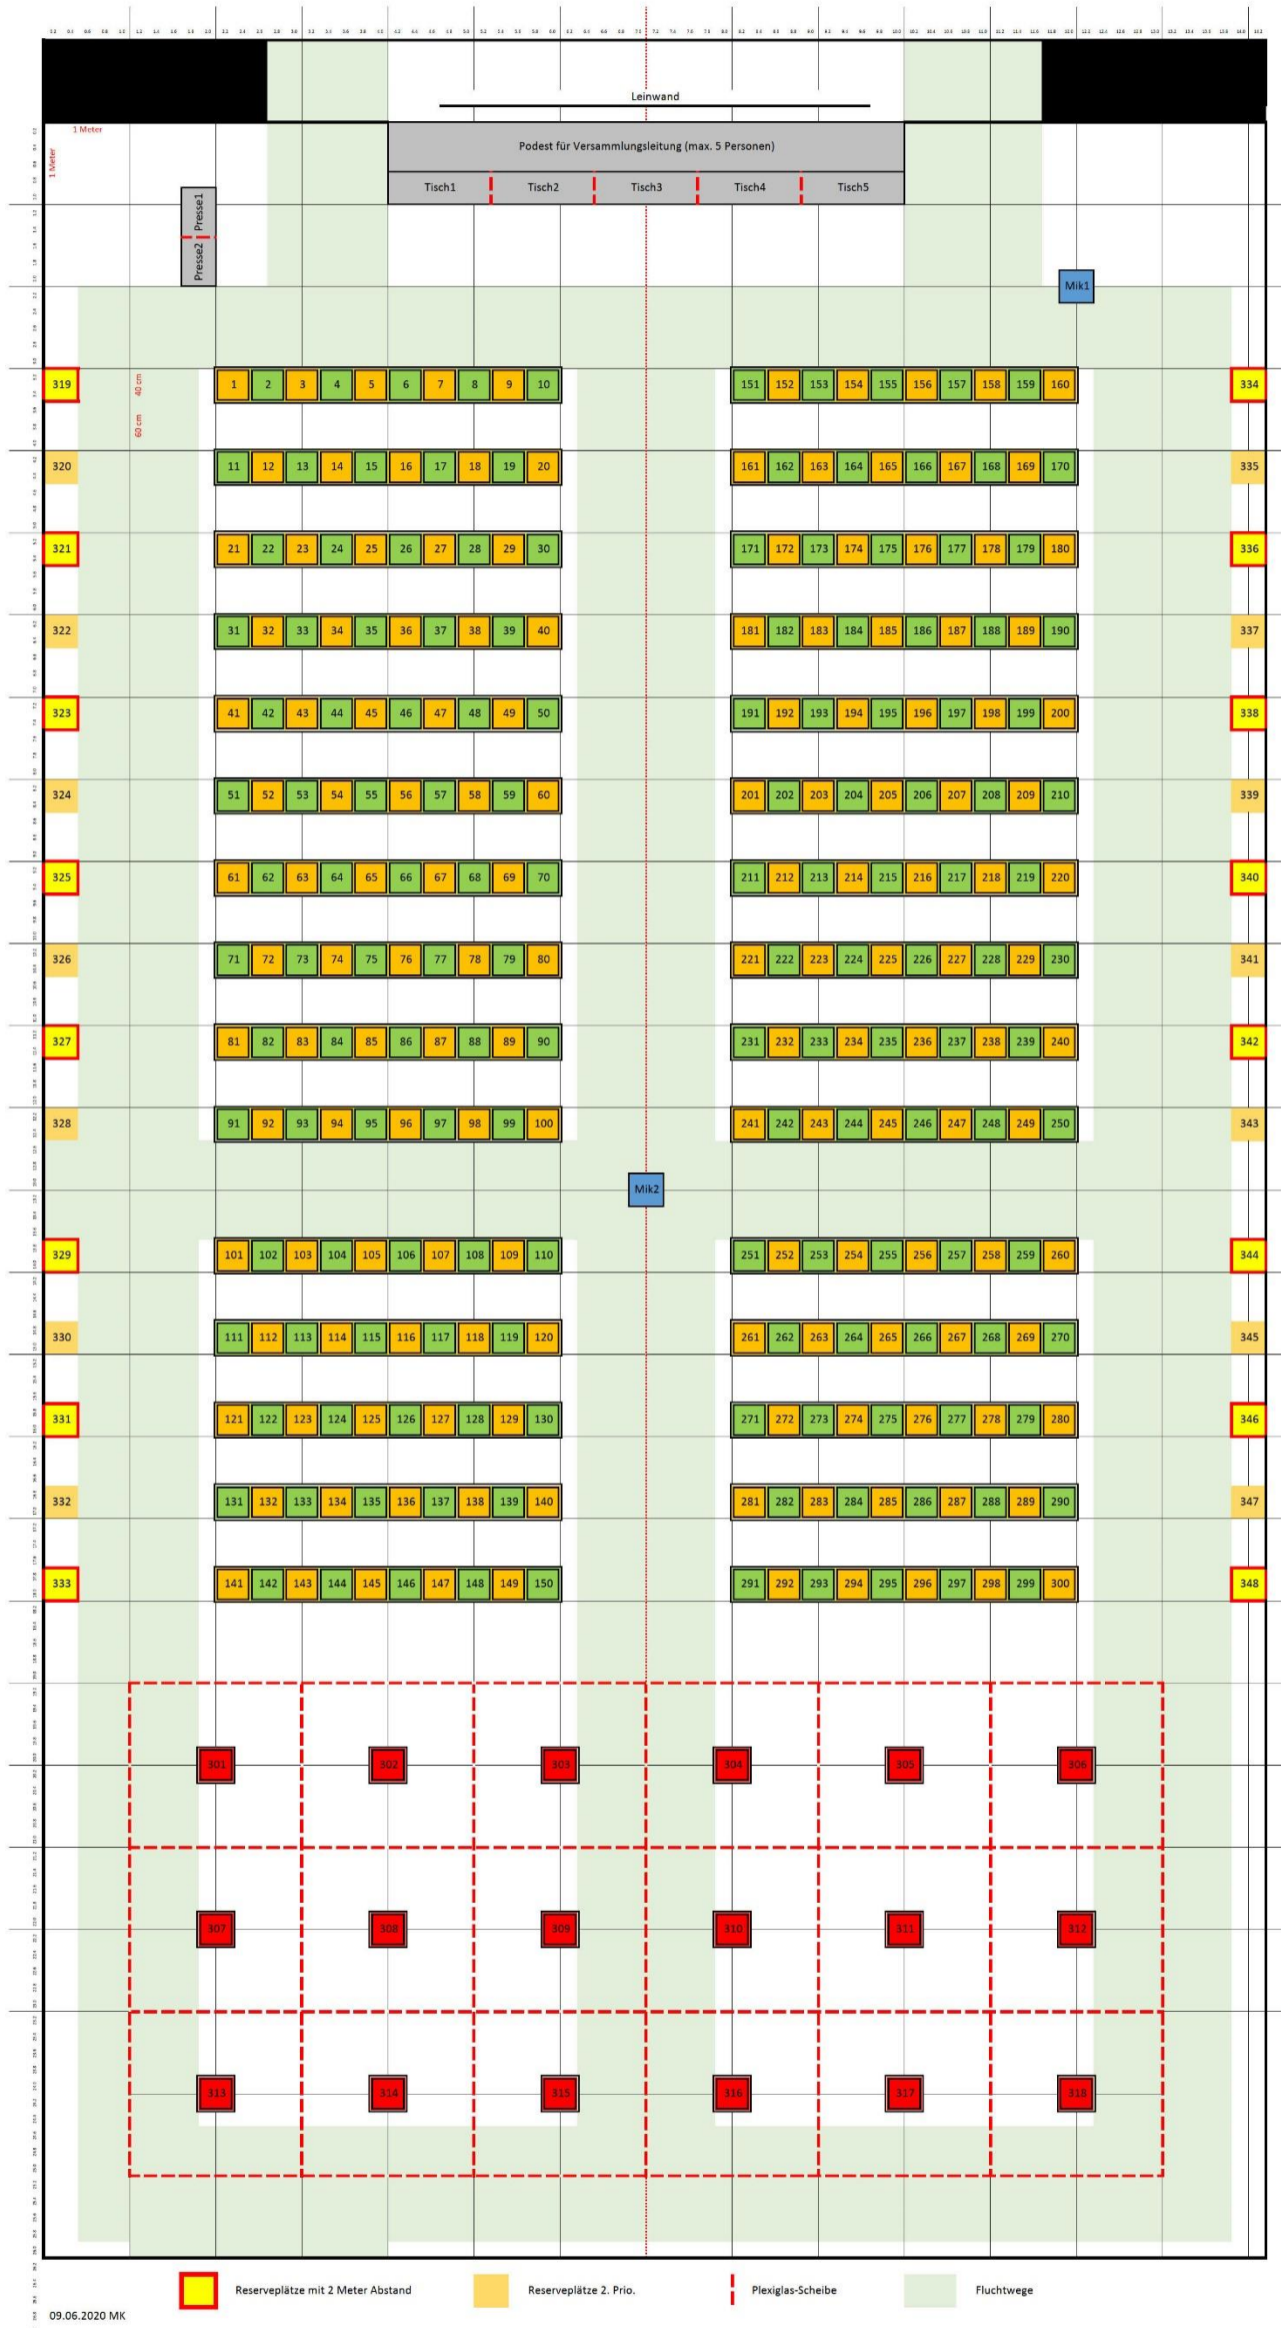 Leinwand
1 Meter
1 Meter
Podest für Versammlungsleitung (max. 5 Personen)
Tisch1 Tisch2 Tisch3 Tisch4 Tisch5
Presse1
Presse2
Mik1
319 1 2 3 4 5 6 7 8 9 10 151 152 153 154 155 156 157 158 159 160 334
40 cm
60 cm
320 11 12 13 14 15 16 17 18 19 20 161 162 163 164 165 166 167 168 169 170 335
321 21 22 23 24 25 26 27 28 29 30 171 172 173 174 175 176 177 178 179 180 336
322 31 32 33 34 35 36 37 38 39 40 181 182 183 184 185 186 187 188 189 190 337
323 41 42 43 44 45 46 47 48 49 50 191 192 193 194 195 196 197 198 199 200 338
324 51 52 53 54 55 56 57 58 59 60 201 202 203 204 205 206 207 208 209 210 339
325 61 62 63 64 65 66 67 68 69 70 211 212 213 214 215 216 217 218 219 220 340
326 71 72 73 74 75 76 77 78 79 80 221 222 223 224 225 226 227 228 229 230 341
327 81 82 83 84 85 86 87 88 89 90 231 232 233 234 235 236 237 238 239 240 342
328 91 92 93 94 95 96 97 98 99 100 241 242 243 244 245 246 247 248 249 250 343
Mik2
329 101 102 103 104 105 106 107 108 109 110 251 252 253 254 255 256 257 258 259 260 344
330 111 112 113 114 115 116 117 118 119 120 261 262 263 264 265 266 267 268 269 270 345
331 121 122 123 124 125 126 127 128 129 130 271 272 273 274 275 276 277 278 279 280 346
332 131 132 133 134 135 136 137 138 139 140 281 282 283 284 285 286 287 288 289 290 347
333 141 142 143 144 145 146 147 148 149 150 291 292 293 294 295 296 297 298 299 300 348
301 302 303 304 305 306
307 308 309 310 311 312
313 314 315 316 317 318
Reserveplätze mit 2 Meter Abstand Reserveplätze 2. Prio. Plexiglas-Scheibe Fluchtwege
09.06.2020 MK